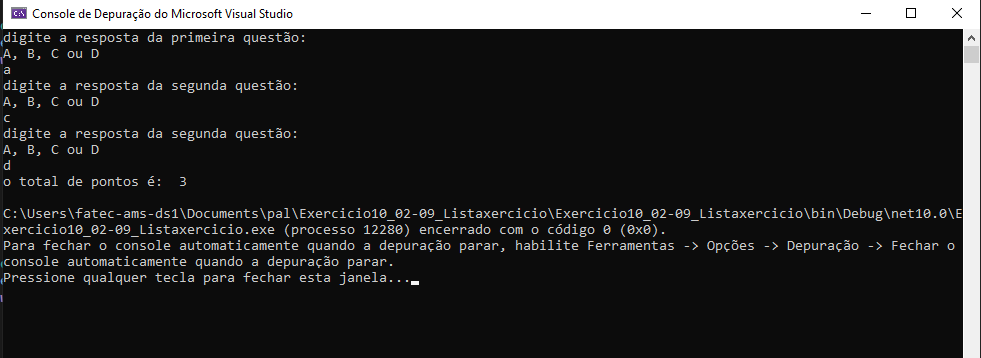 Console de Depuração do Microsoft Visual Studio
digite a resposta da primeira questão:
A, B, C ou D
a
digite a resposta da segunda questão:
A, B, C ou D
c
digite a resposta da segunda questão:
A, B, C ou D
d
o total de pontos é:  3
C:\Users\fatec-ams-ds1\Documents\pal\Exercicio10_02-09_Listaxercicio\Exercicio10_02-09_Listaxercicio\bin\Debug\net10.0\E
xercicio10_02-09_Listaxercicio.exe (processo 12280) encerrado com o código 0 (0x0).
Para fechar o console automaticamente quando a depuração parar, habilite Ferramentas -> Opções -> Depuração -> Fechar o
console automaticamente quando a depuração parar.
Pressione qualquer tecla para fechar esta janela...